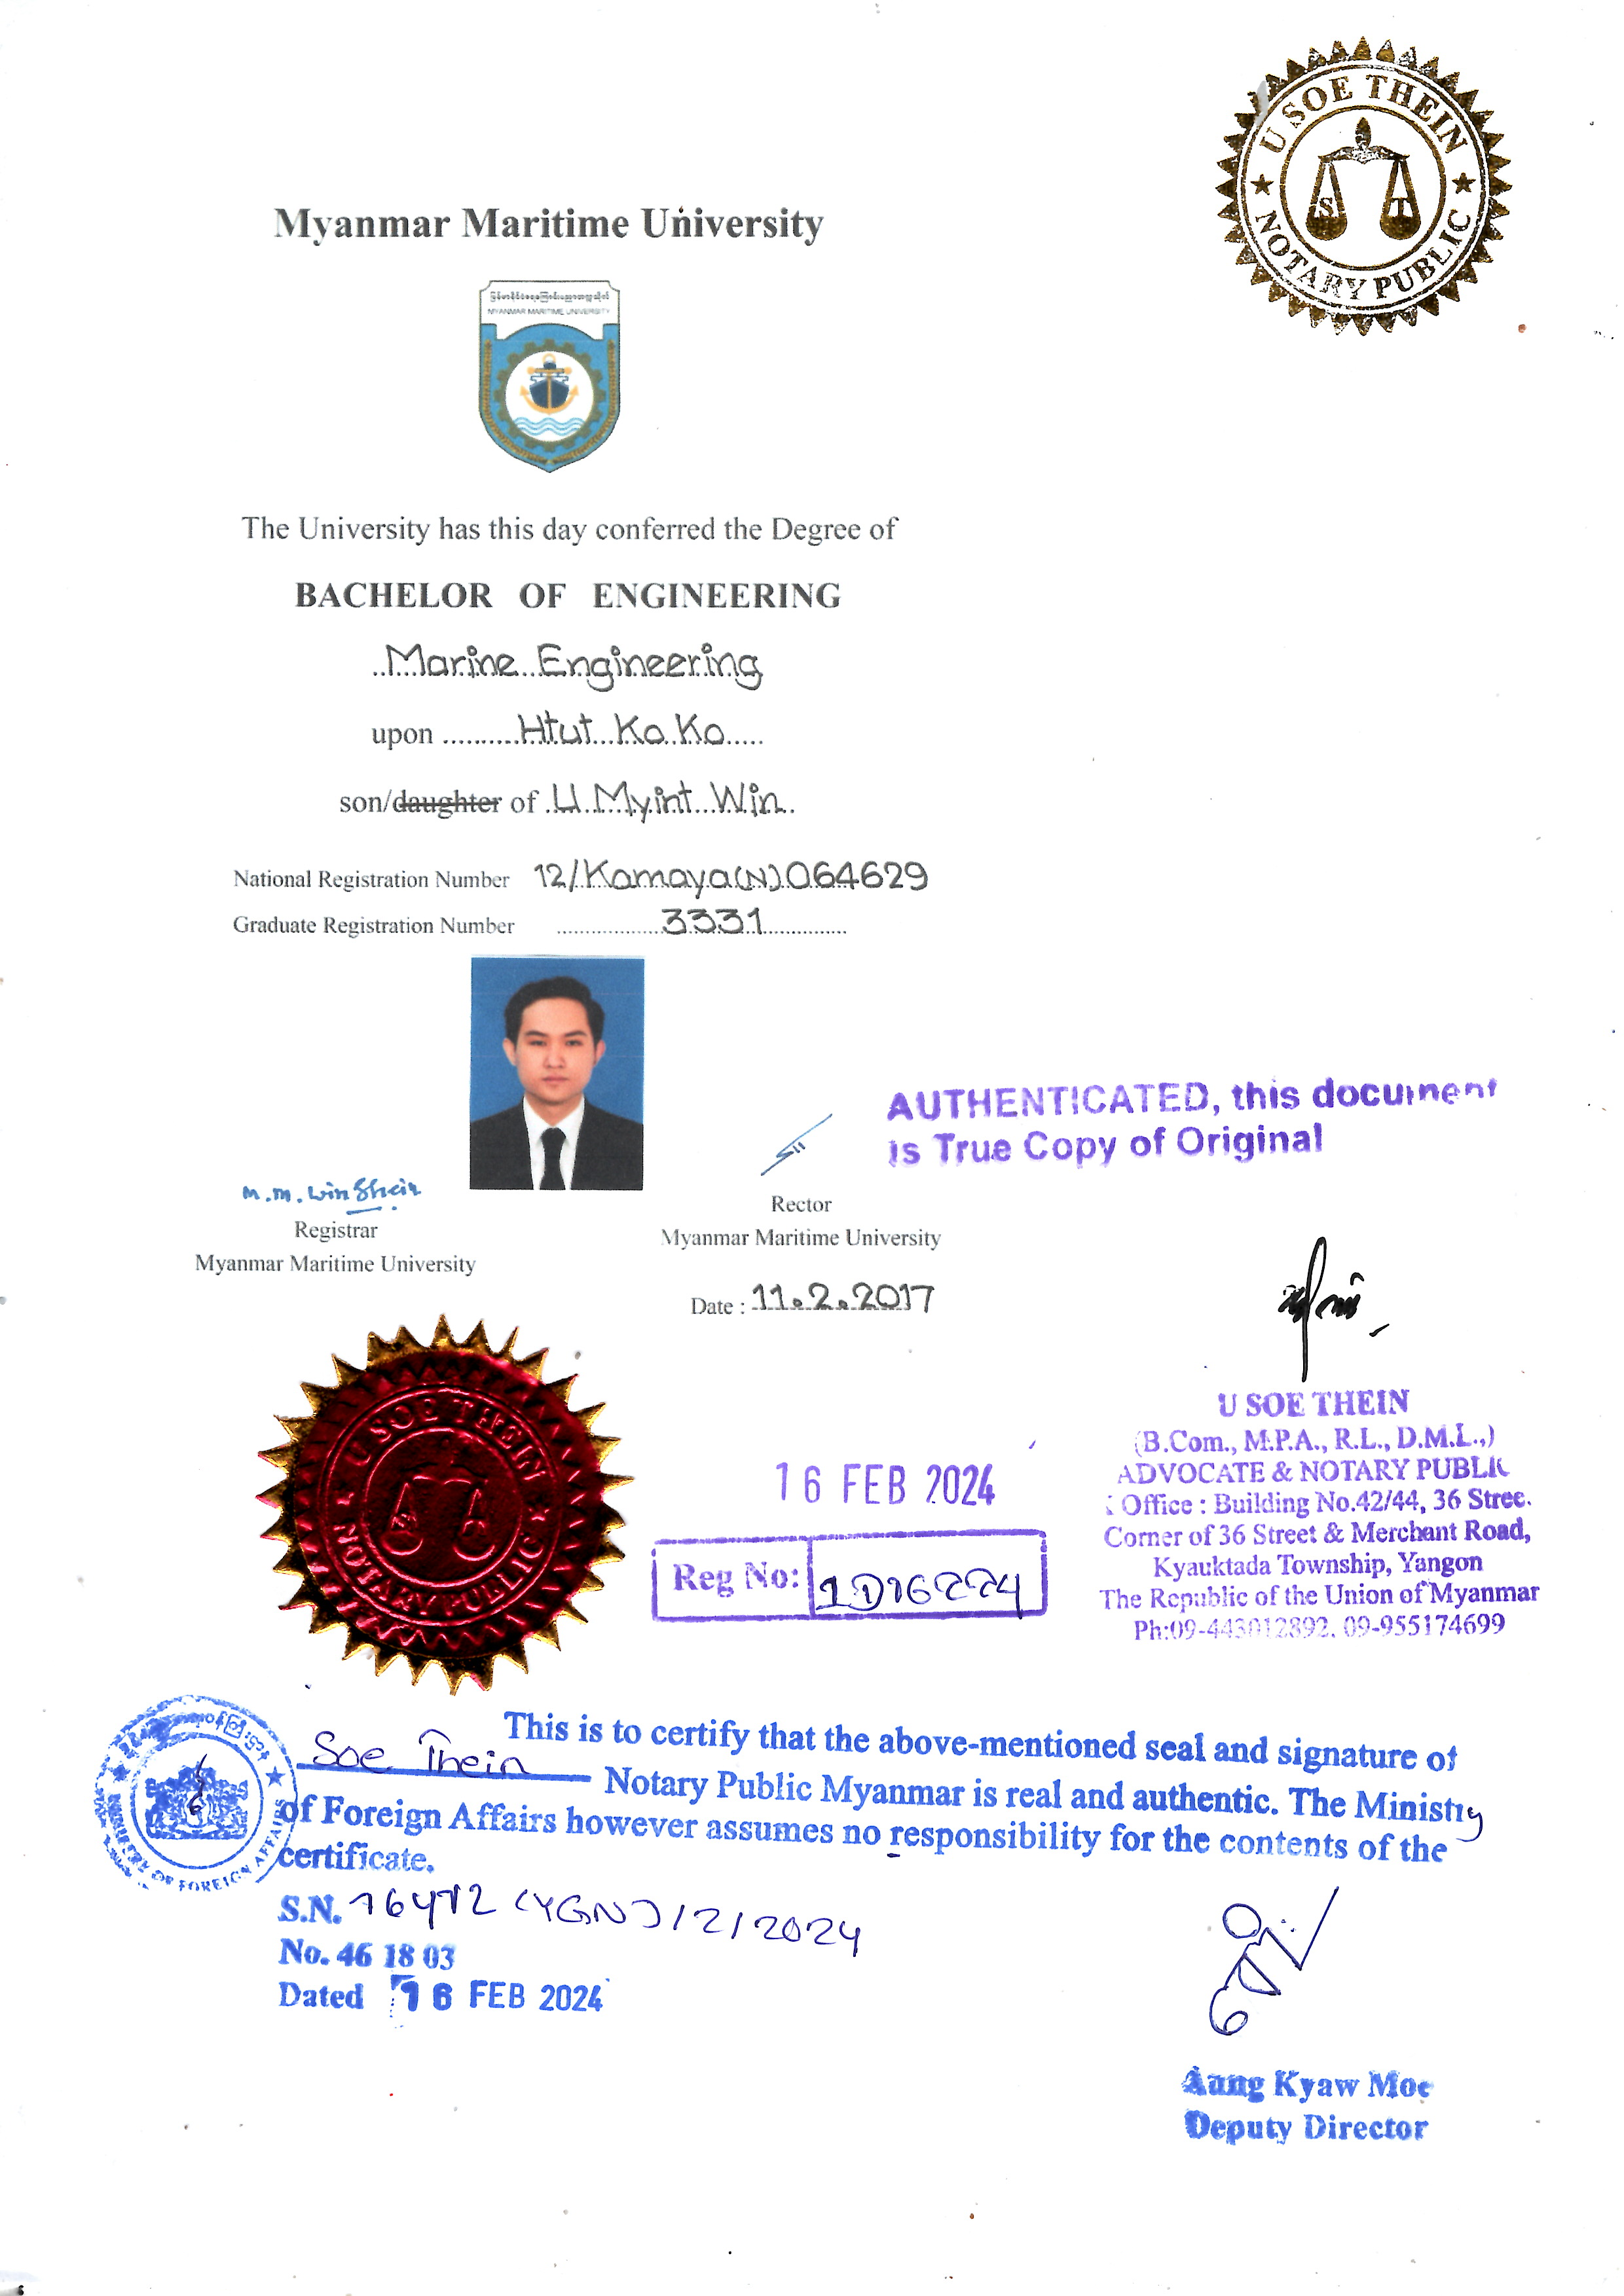 U SOE THEIN
NOTARY PUBLIC
S T
Myanmar Maritime University
MYANMAR MARITIME UNIVERSITY
The University has this day conferred the Degree of
BACHELOR OF ENGINEERING
Marine Engineering
upon Htut Ko Ko
son/daughter of U Myint Win
National Registration Number 12/Kamaya(N)064629
Graduate Registration Number 3331
AUTHENTICATED, this document
is True Copy of Original
M.M. Win Shein
Registrar
Myanmar Maritime University
Rector
Myanmar Maritime University
Date : 11.2.2017
U SOE THEIN
NOTARY PUBLIC
16 FEB 2024
Reg No:
U SOE THEIN
(B.Com., M.P.A., R.L., D.M.L.,)
ADVOCATE & NOTARY PUBLIC
Office : Building No.42/44, 36 Street
Corner of 36 Street & Merchant Road,
Kyauktada Township, Yangon
The Republic of the Union of Myanmar
Ph:09-443012892, 09-955174699
MINISTRY OF FOREIGN AFFAIRS
This is to certify that the above-mentioned seal and signature of
Soe Thein Notary Public Myanmar is real and authentic. The Ministry
of Foreign Affairs however assumes no responsibility for the contents of the
certificate.
S.N. (YGN)/2/2024
No. 46 18 03
Dated 16 FEB 2024
Aung Kyaw Moe
Deputy Director